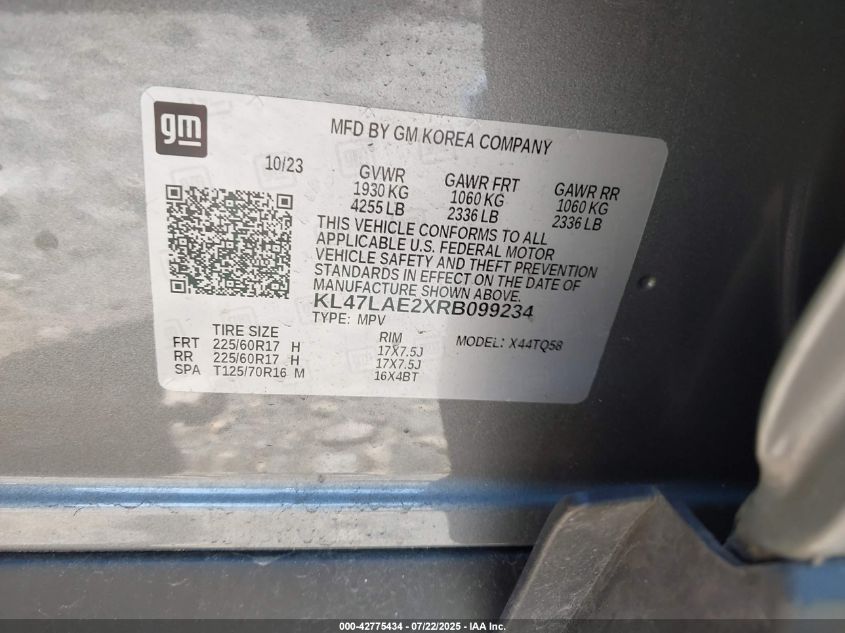 gm
MFD BY GM KOREA COMPANY
10/23
GVWR
1930 KG
4255 LB
GAWR FRT
1060 KG
2336 LB
GAWR RR
1060 KG
2336 LB
THIS VEHICLE CONFORMS TO ALL
APPLICABLE U.S. FEDERAL MOTOR
VEHICLE SAFETY AND THEFT PREVENTION
STANDARDS IN EFFECT ON THE DATE OF
MANUFACTURE SHOWN ABOVE.
KL47LAE2XRB099234
TYPE: MPV
MODEL: X44TQ58
TIRE SIZE RIM
FRT 225/60R17 H 17X7.5J
RR 225/60R17 H 17X7.5J
SPA T125/70R16 M 16X4BT
000-42775434 - 07/22/2025 - IAA Inc.